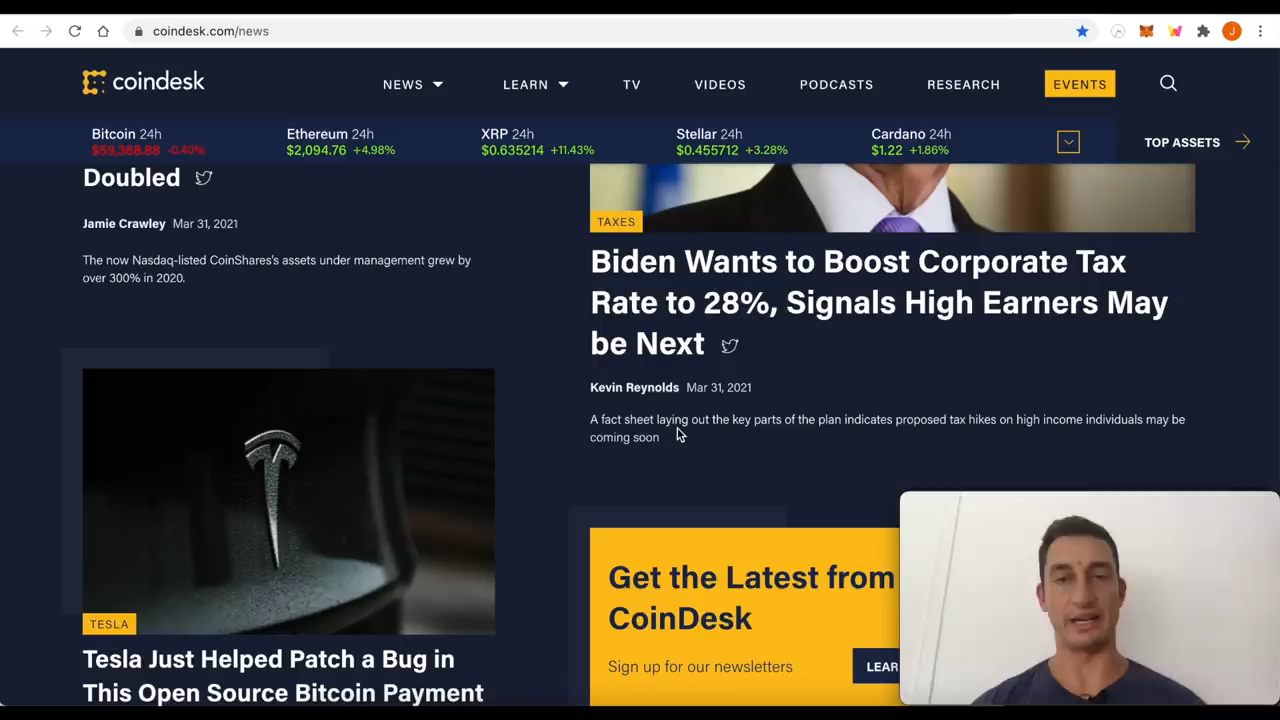 coindesk.com/news
J
coindesk
NEWS
LEARN
TV
VIDEOS
PODCASTS
RESEARCH
EVENTS
Bitcoin 24h
$59,368.88 -0.40%
Ethereum 24h
$2,094.76 +4.98%
XRP 24h
$0.635214 +11.43%
Stellar 24h
$0.455712 +3.28%
Cardano 24h
$1.22 +1.86%
TOP ASSETS
Doubled
Jamie Crawley Mar 31, 2021
The now Nasdaq-listed CoinShares's assets under management grew by
over 300% in 2020.
TESLA
Tesla Just Helped Patch a Bug in
This Open Source Bitcoin Payment
TAXES
Biden Wants to Boost Corporate Tax
Rate to 28%, Signals High Earners May
be Next
Kevin Reynolds Mar 31, 2021
A fact sheet laying out the key parts of the plan indicates proposed tax hikes on high income individuals may be
coming soon
Get the Latest from
CoinDesk
Sign up for our newsletters
LEAR